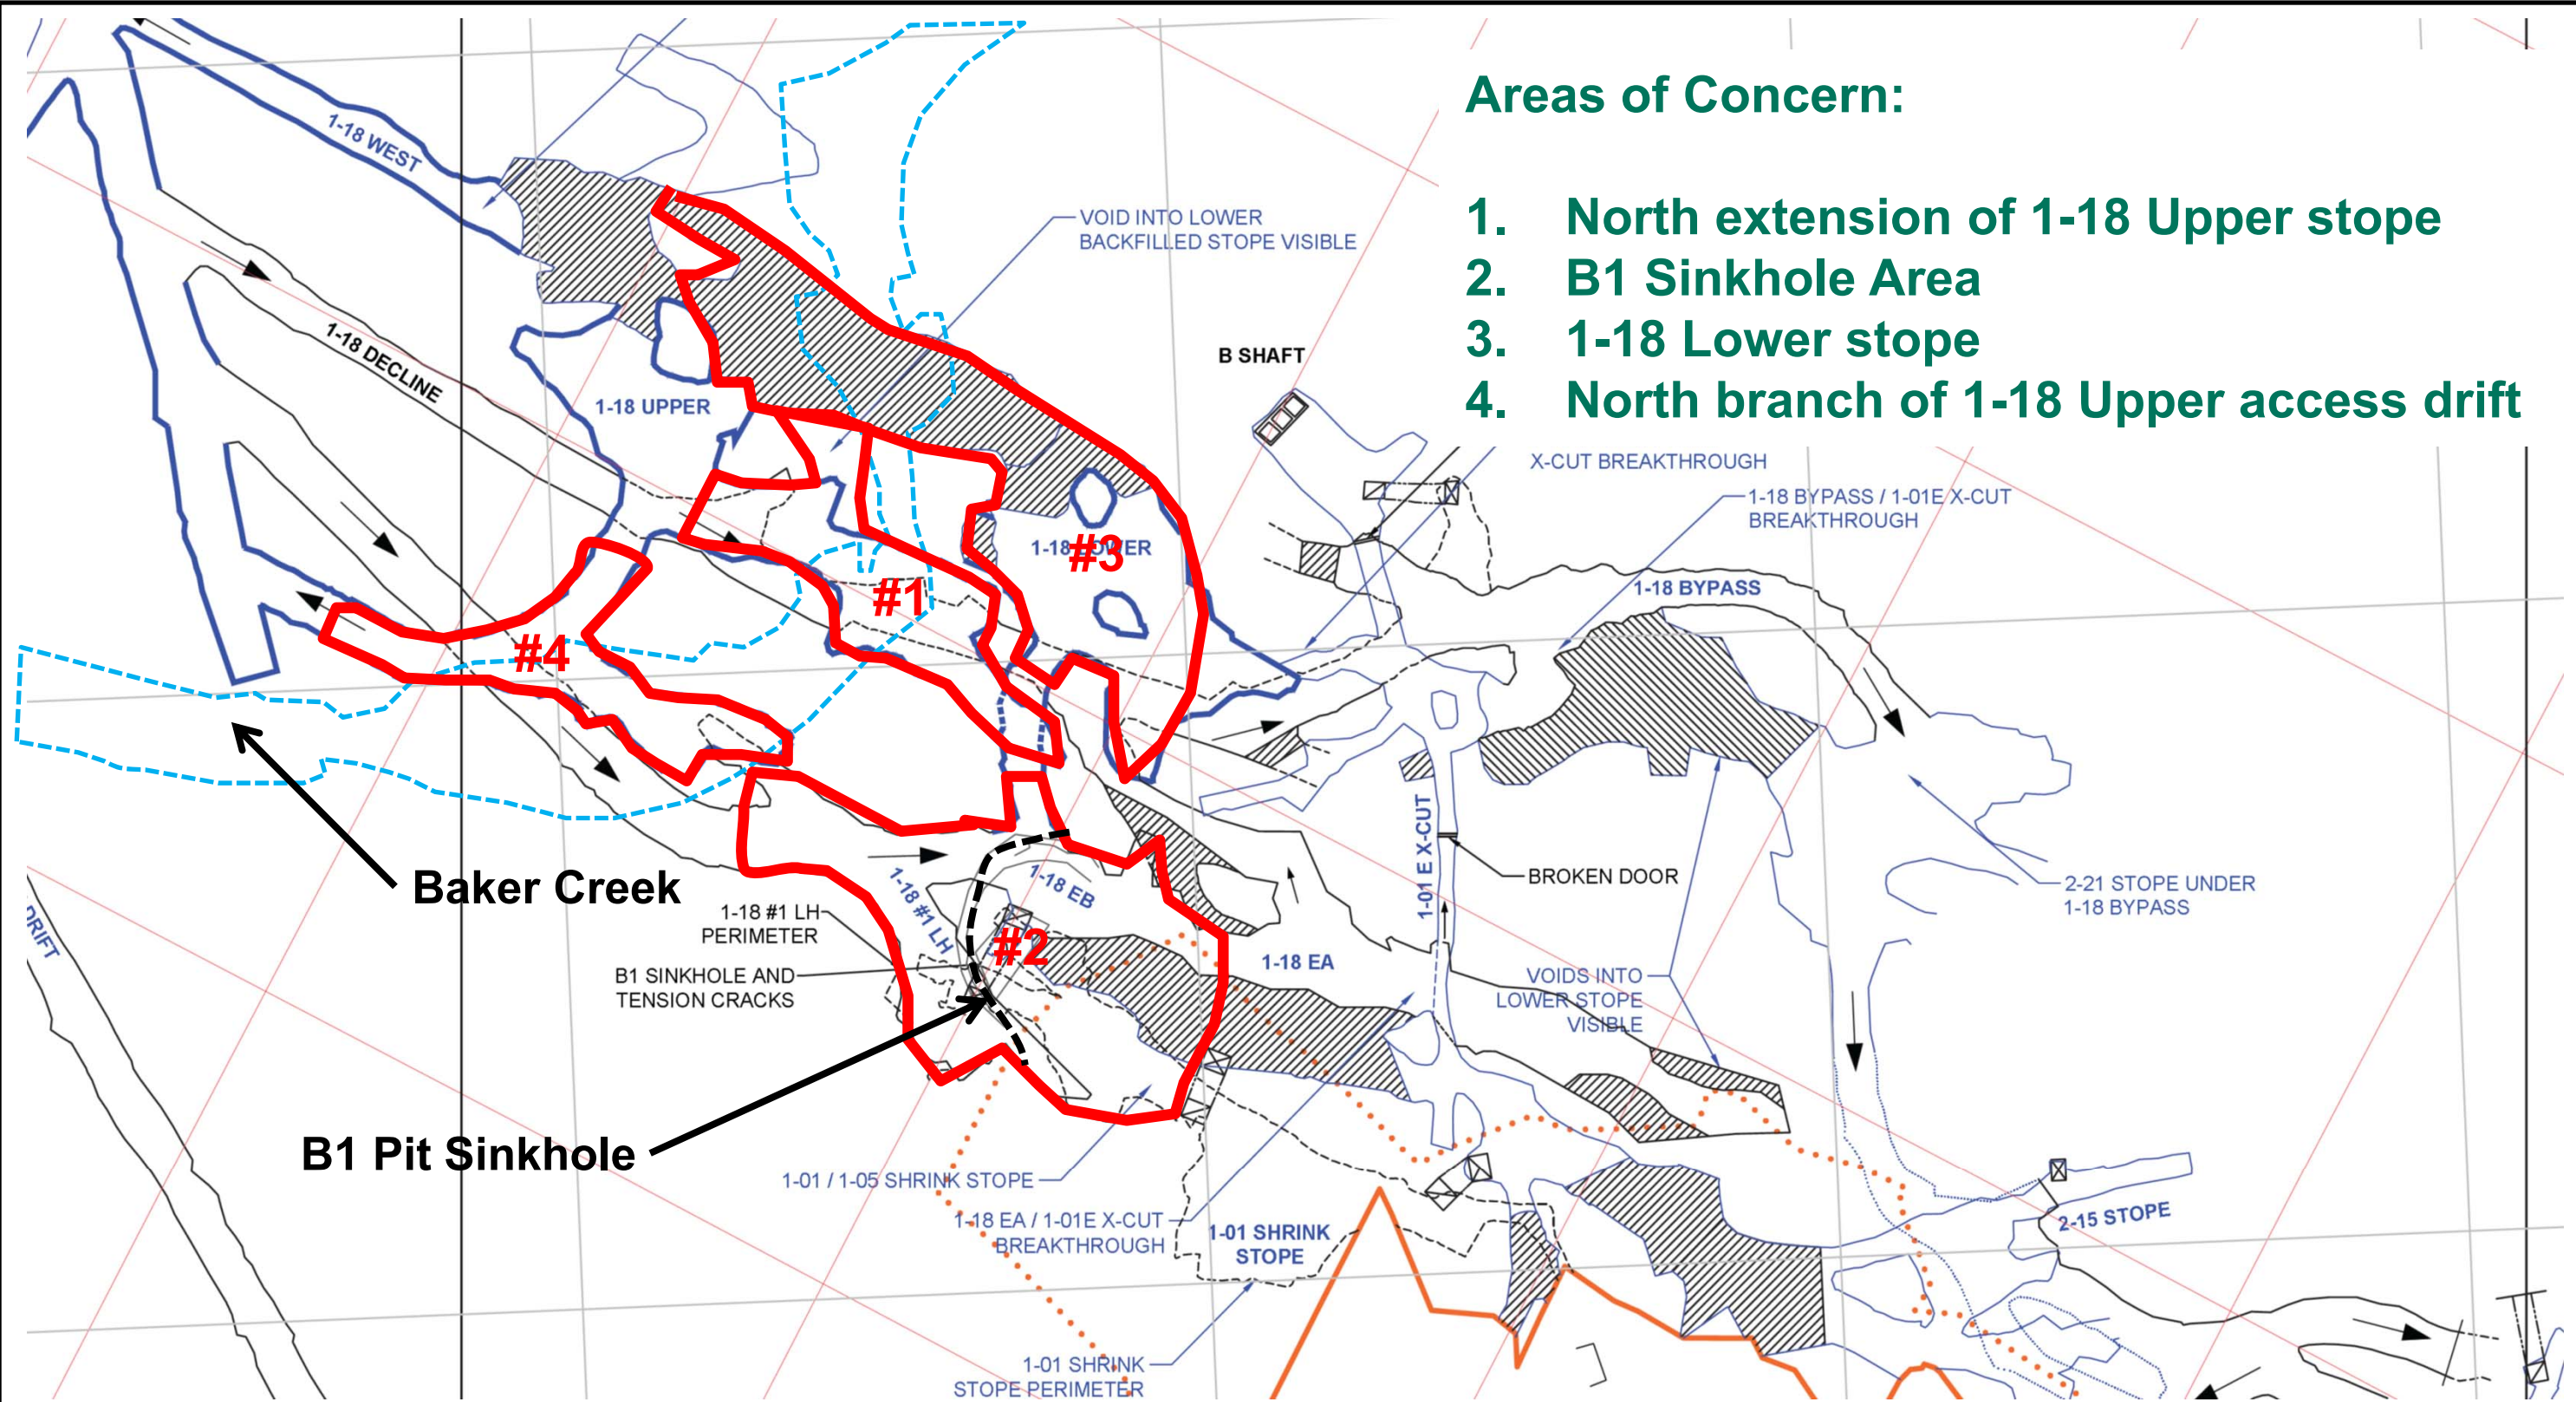 Areas of Concern:
1. North extension of 1-18 Upper stope
2. B1 Sinkhole Area
3. 1-18 Lower stope
4. North branch of 1-18 Upper access drift
1-18 WEST
VOID INTO LOWER
BACKFILLED STOPE VISIBLE
1-18 DECLINE
B SHAFT
1-18 UPPER
X-CUT BREAKTHROUGH
1-18 BYPASS / 1-01E X-CUT
BREAKTHROUGH
1-18 LOWER
#3
1-18 BYPASS
#1
#4
Baker Creek
1-01 E X-CUT
BROKEN DOOR
2-21 STOPE UNDER
1-18 BYPASS
1-18 #1 LH
1-18 EB
1-18 #1 LH
PERIMETER
#2
DRIFT
B1 SINKHOLE AND
TENSION CRACKS
1-18 EA
VOIDS INTO
LOWER STOPE
VISIBLE
B1 Pit Sinkhole
1-01 / 1-05 SHRINK STOPE
1-18 EA / 1-01E X-CUT
BREAKTHROUGH
1-01 SHRINK
STOPE
2-15 STOPE
1-01 SHRINK
STOPE PERIMETER